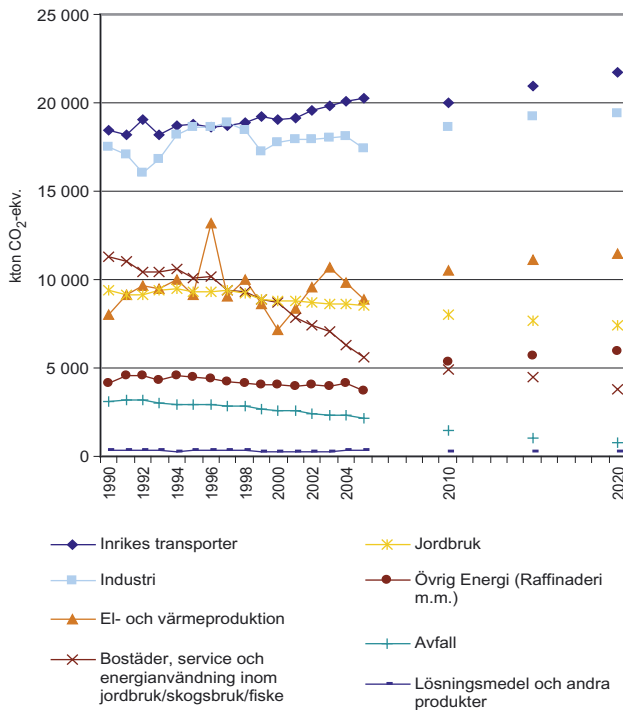 25 000
20 000
15 000
10 000
5 000
0
kton CO2-ekv.
1990
1992
1994
1996
1998
2000
2002
2004
2010
2020
Inrikes transporter
Industri
El- och värmeproduktion
Bostäder, service och
energianvändning inom
jordbruk/skogsbruk/fiske
Jordbruk
Övrig Energi (Raffinaderi
m.m.)
Avfall
Lösningsmedel och andra
produkter